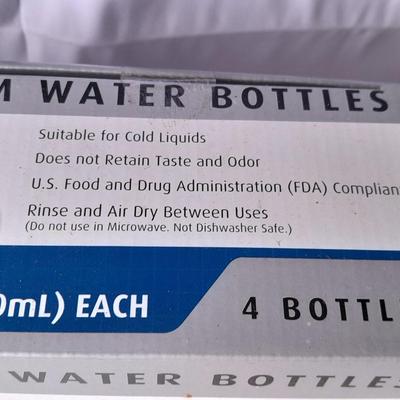 M WATER BOTTLES
Suitable for Cold Liquids
Does not Retain Taste and Odor
U.S. Food and Drug Administration (FDA) Complian
Rinse and Air Dry Between Uses
(Do not use in Microwave. Not Dishwasher Safe.)
0mL) EACH 4 BOTTL
WATER BOTTLES